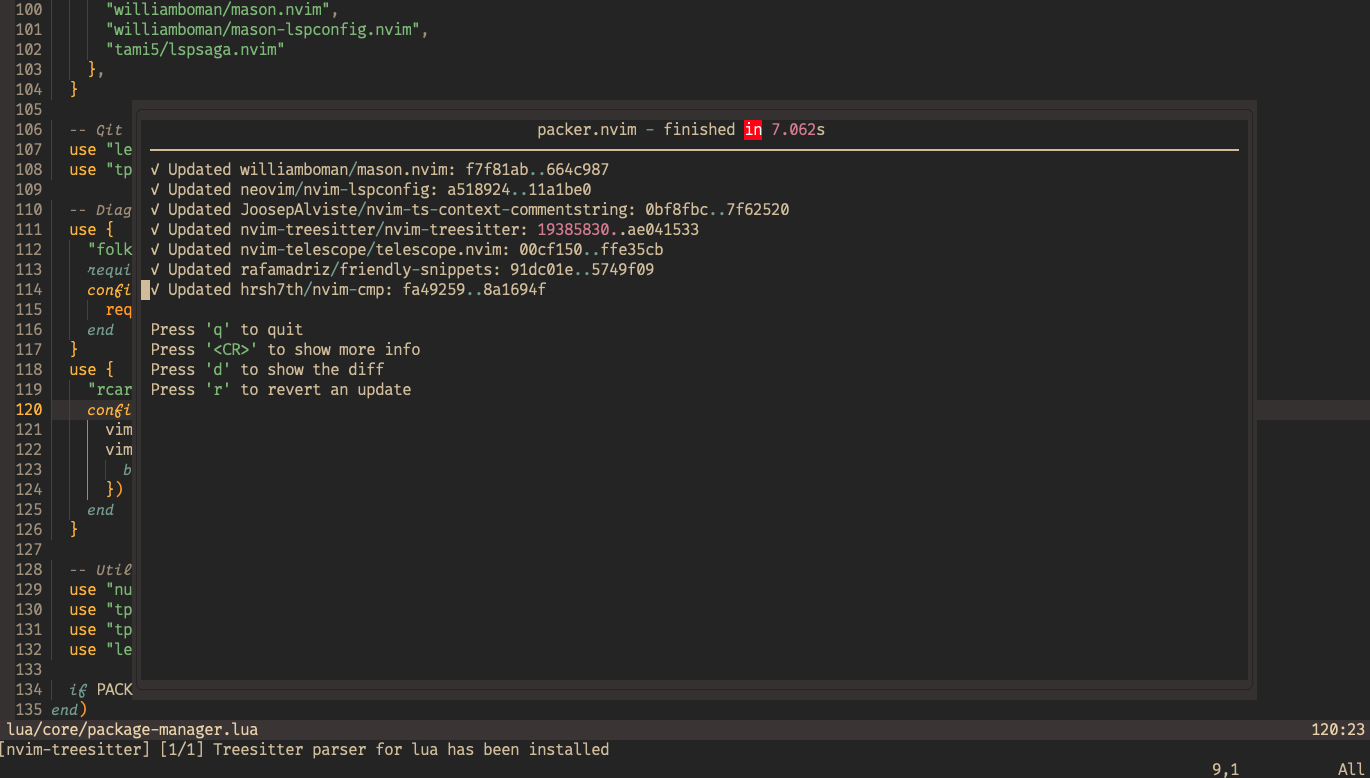 100 "williamboman/mason.nvim",
101 "williamboman/mason-lspconfig.nvim",
102 "tami5/lspsaga.nvim"
103 },
104 }
105
106 -- Git
107 use "le
108 use "tp
109
110 -- Diag
111 use {
112 "folk
113 requi
114 confi
115 req
116 end
117 }
118 use {
119 "rcar
120 confi
121 vim
122 vim
123 b
124 })
125 end
126 }
127
128 -- Util
129 use "nu
130 use "tp
131 use "tp
132 use "le
133
134 if PACK
135 end)
packer.nvim - finished in 7.062s
√ Updated williamboman/mason.nvim: f7f81ab..664c987
√ Updated neovim/nvim-lspconfig: a518924..11a1be0
√ Updated JoosepAlviste/nvim-ts-context-commentstring: 0bf8fbc..7f62520
√ Updated nvim-treesitter/nvim-treesitter: 19385830..ae041533
√ Updated nvim-telescope/telescope.nvim: 00cf150..ffe35cb
√ Updated rafamadriz/friendly-snippets: 91dc01e..5749f09
√ Updated hrsh7th/nvim-cmp: fa49259..8a1694f
Press 'q' to quit
Press '<CR>' to show more info
Press 'd' to show the diff
Press 'r' to revert an update
lua/core/package-manager.lua 120:23
[nvim-treesitter] [1/1] Treesitter parser for lua has been installed
9,1 All